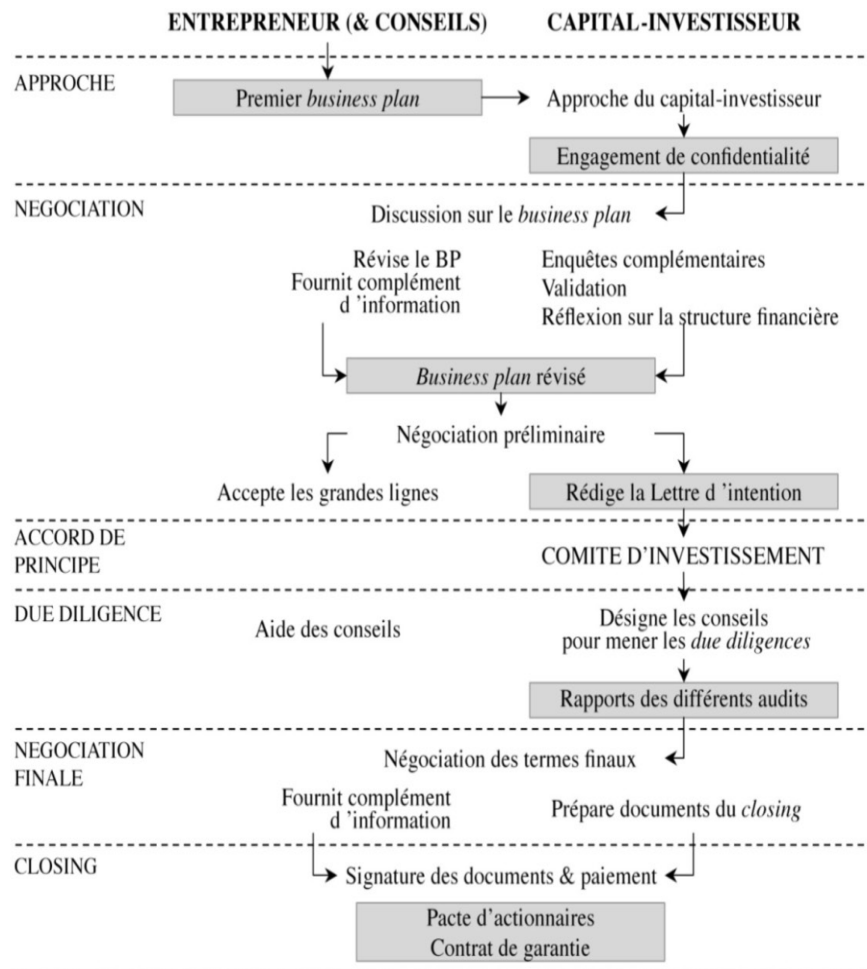 ENTREPRENEUR (& CONSEILS) CAPITAL-INVESTISSEUR
APPROCHE
Premier business plan
Approche du capital-investisseur
Engagement de confidentialité
NEGOCIATION
Discussion sur le business plan
Révise le BP
Fournit complément
d ’information
Enquêtes complémentaires
Validation
Réflexion sur la structure financière
Business plan révisé
Négociation préliminaire
Accepte les grandes lignes
Rédige la Lettre d ’intention
ACCORD DE
PRINCIPE
COMITE D’INVESTISSEMENT
DUE DILIGENCE
Aide des conseils
Désigne les conseils
pour mener les due diligences
Rapports des différents audits
NEGOCIATION
FINALE
Négociation des termes finaux
Fournit complément
d ’information
Prépare documents du closing
CLOSING
Signature des documents & paiement
Pacte d’actionnaires
Contrat de garantie